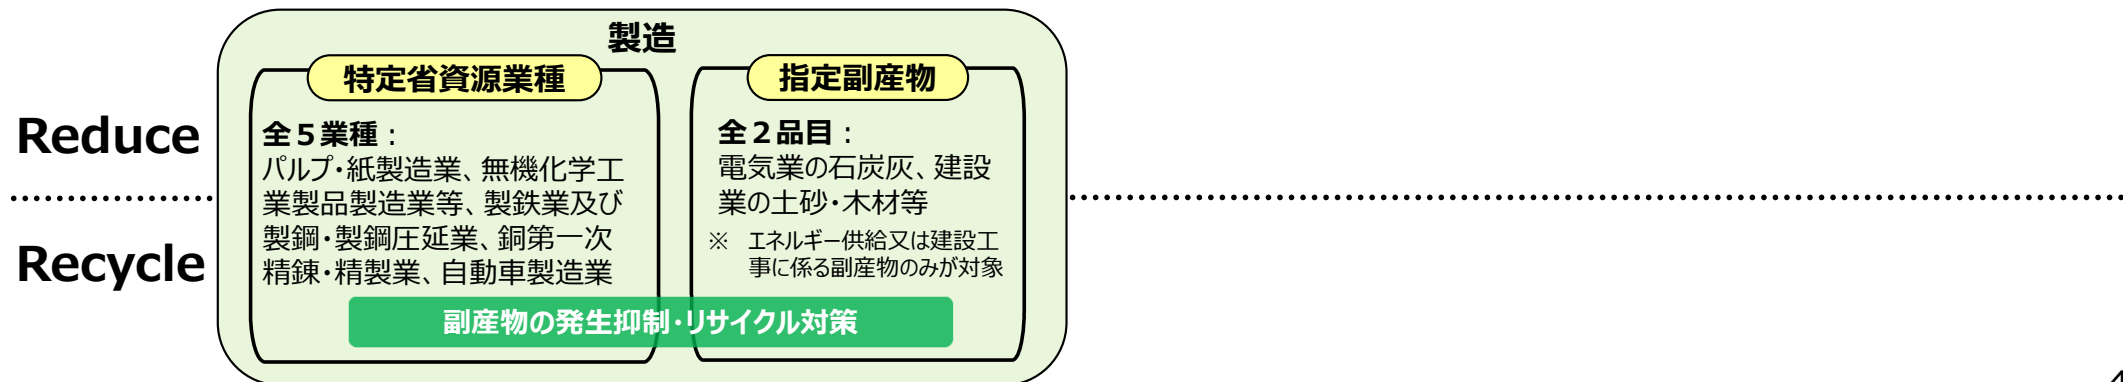 製造
特定省資源業種
指定副産物
Reduce
Recycle
全５業種：
パルプ・紙製造業、無機化学工
業製品製造業等、製鉄業及び
製鋼・製鋼圧延業、銅第一次
精錬・精製業、自動車製造業
全２品目：
電気業の石炭灰、建設
業の土砂・木材等
※　エネルギー供給又は建設工
事に係る副産物のみが対象
副産物の発生抑制・リサイクル対策